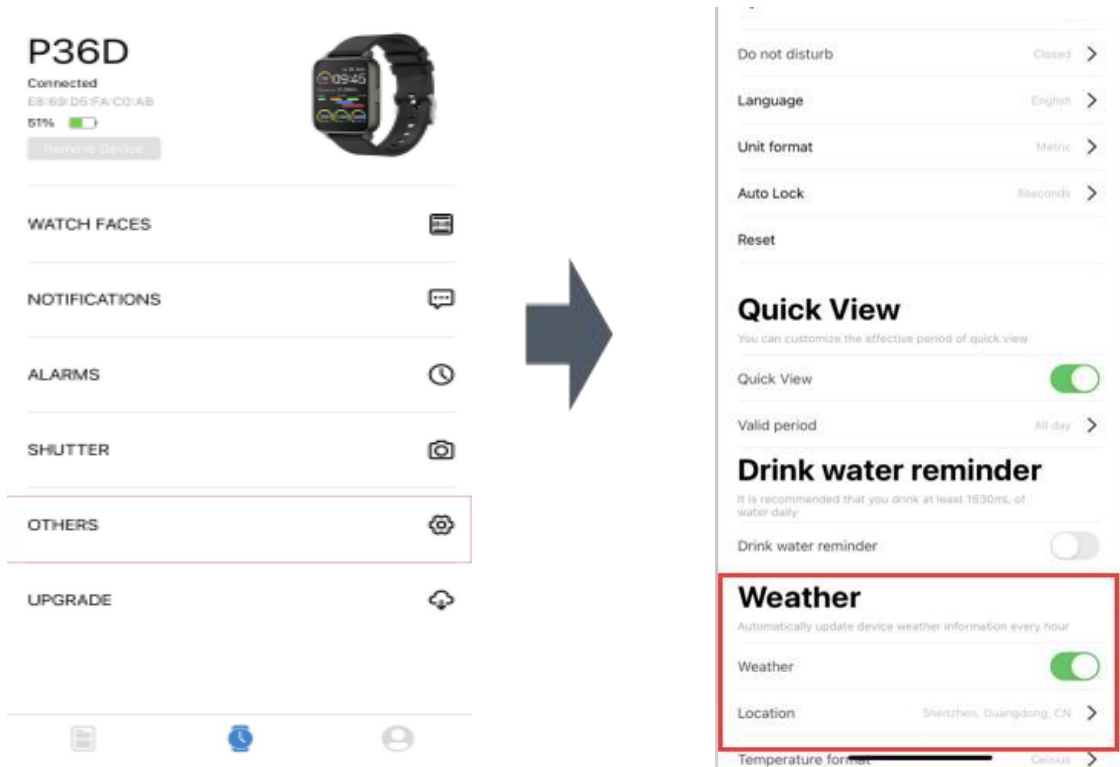 P36D
Connected
E8:69:D5:FA:C0:AB
51%
Remove Device
09:45
WATCH FACES
NOTIFICATIONS
ALARMS
SHUTTER
OTHERS
UPGRADE
Do not disturb Closed
Language English
Unit format Metric
Auto Lock 5seconds
Reset
Quick View
You can customize the effective period of quick view
Quick View
Valid period All day
Drink water reminder
It is recommended that you drink at least 1630mL of
water daily
Drink water reminder
Weather
Automatically update device weather information every hour
Weather
Location Shenzhen, Guangdong, CN
Temperature format Celsius